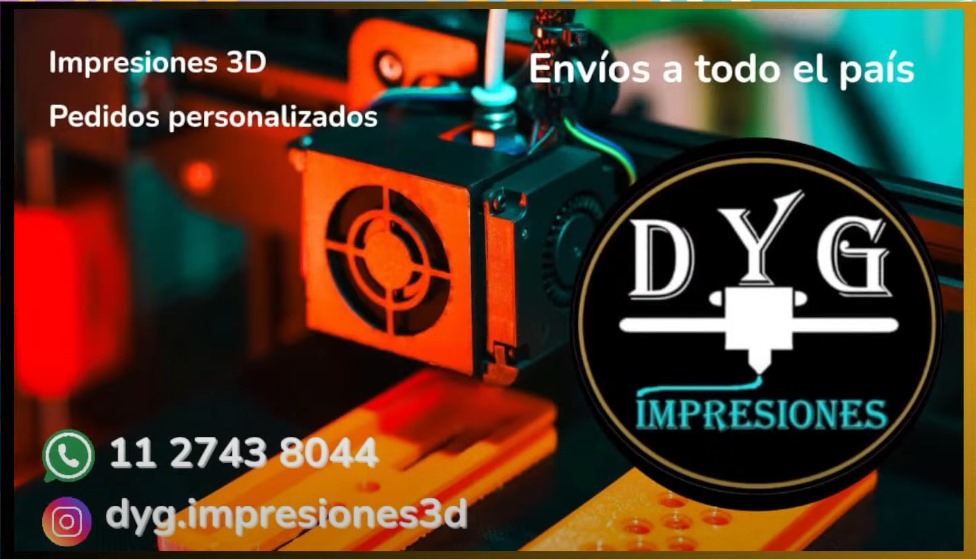 Impresiones 3D
Pedidos personalizados
Envíos a todo el país
DYG
IMPRESIONES
11 2743 8044
dyg.impresiones3d